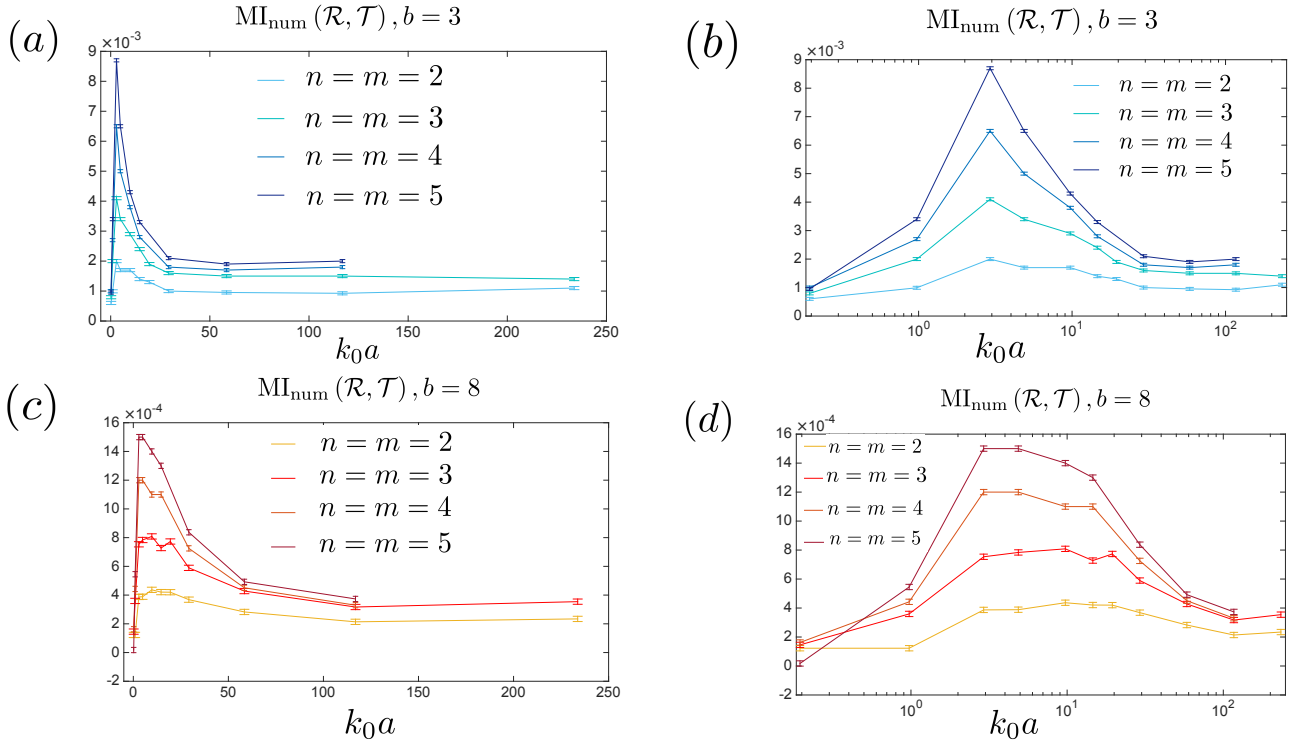 (a)
MI_num (R, T), b = 3
×10^-3
9
8
7
6
5
4
3
2
1
0
0 50 100 150 200 250
k_0 a
n = m = 2
n = m = 3
n = m = 4
n = m = 5
(b)
MI_num (R, T), b = 3
×10^-3
9
8
7
6
5
4
3
2
1
0
10^0 10^1 10^2
k_0 a
n = m = 2
n = m = 3
n = m = 4
n = m = 5
(c)
MI_num (R, T), b = 8
×10^-4
16
14
12
10
8
6
4
2
0
-2
0 50 100 150 200 250
k_0 a
n = m = 2
n = m = 3
n = m = 4
n = m = 5
(d)
MI_num (R, T), b = 8
×10^-4
16
14
12
10
8
6
4
2
0
-2
10^0 10^1 10^2
k_0 a
n = m = 2
n = m = 3
n = m = 4
n = m = 5